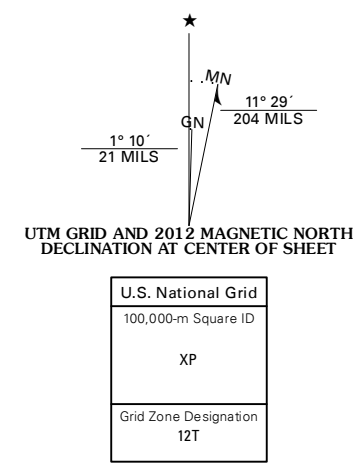 MN
11° 29´
204 MILS
GN
1° 10´
21 MILS
UTM GRID AND 2012 MAGNETIC NORTH
DECLINATION AT CENTER OF SHEET
U.S. National Grid
100,000-m Square ID
XP
Grid Zone Designation
12T